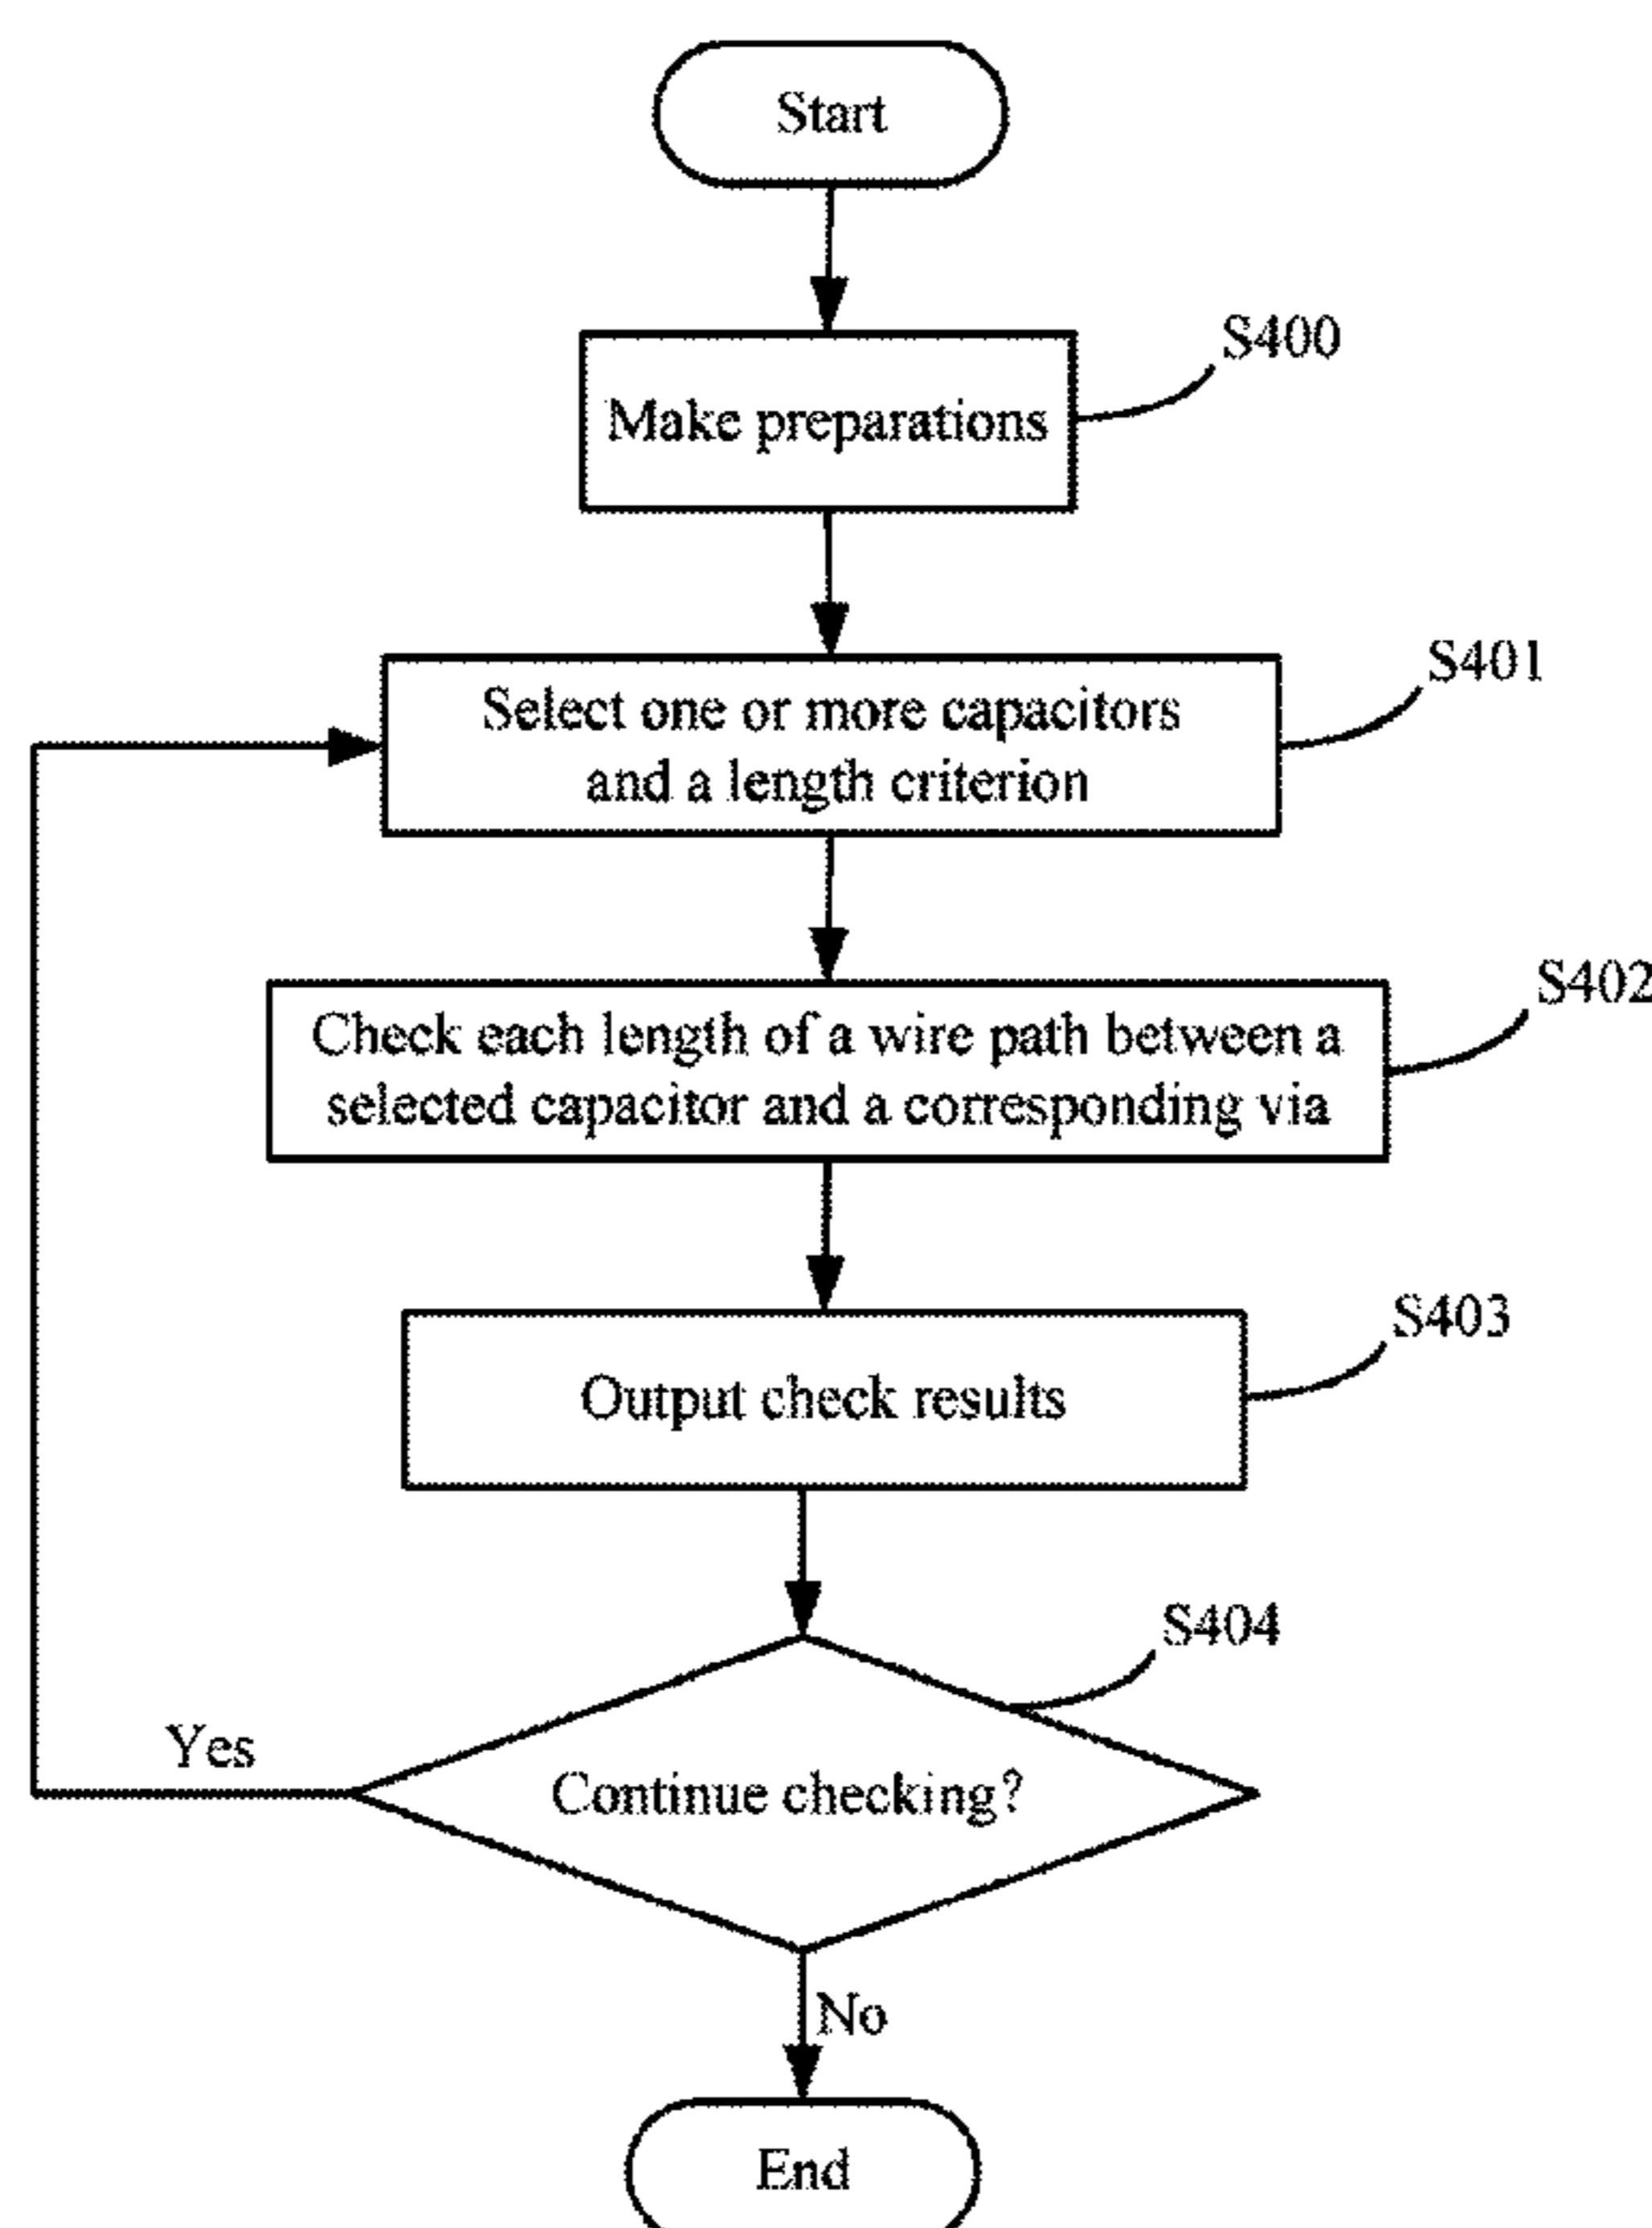 Start
S400
Make preparations
S401
Select one or more capacitors
and a length criterion
S402
Check each length of a wire path between a
selected capacitor and a corresponding via
S403
Output check results
S404
Yes
Continue checking?
No
End